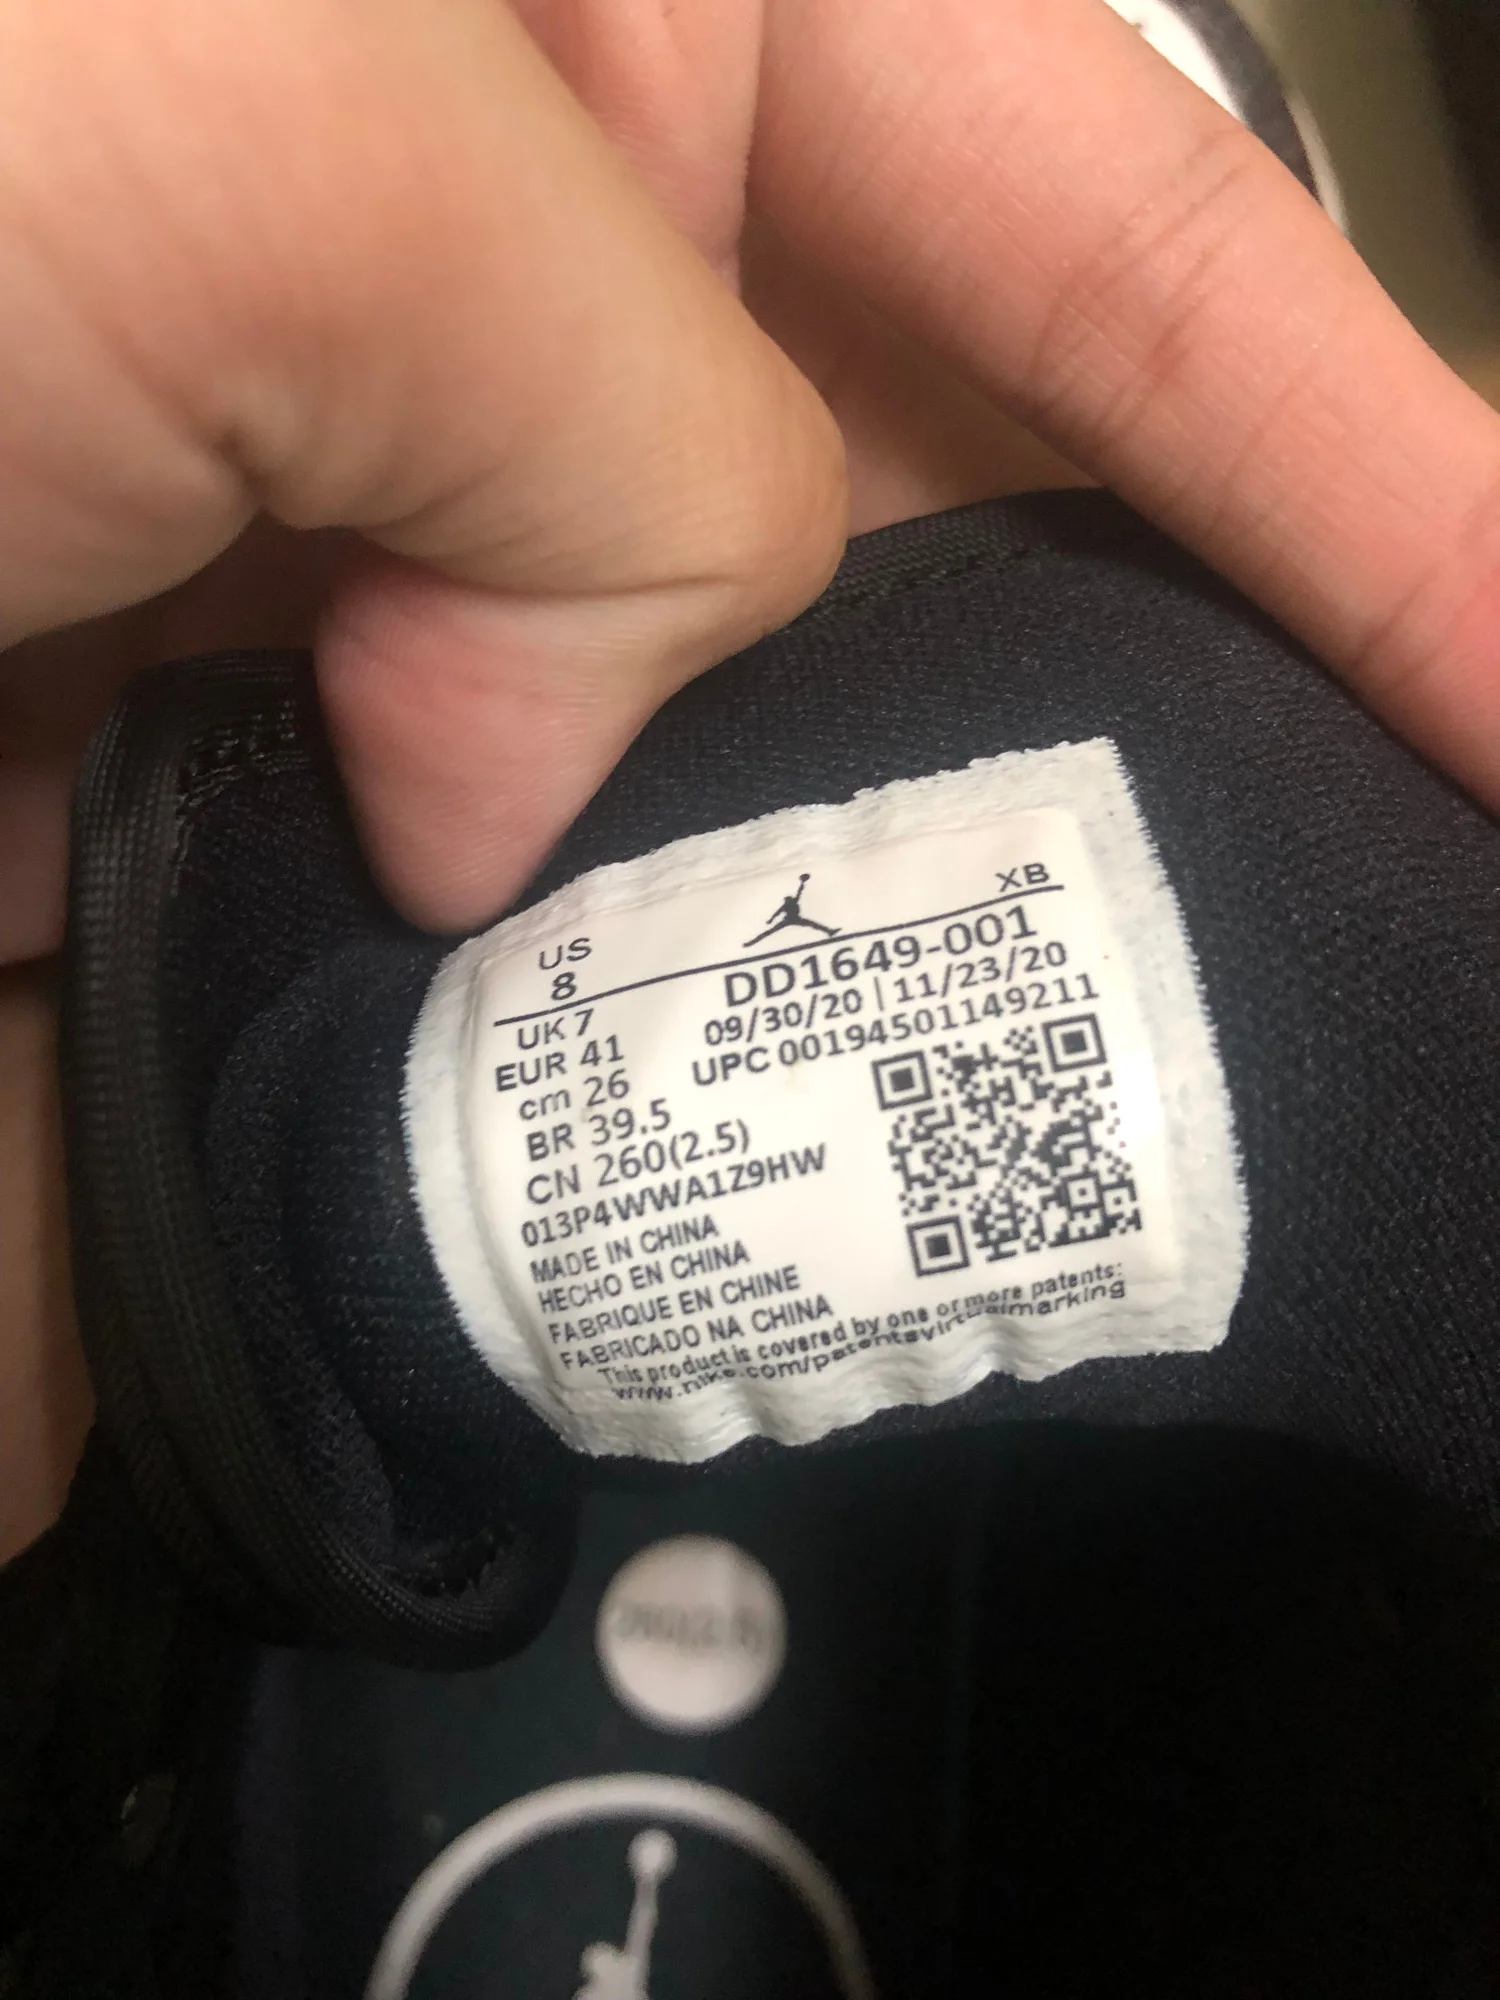 US
8
XB
UK 7
EUR 41
cm 26
BR 39.5
CN 260(2.5)
DD1649-001
09/30/20 | 11/23/20
UPC 00194501149211
013P4WWA1Z9HW
MADE IN CHINA
HECHO EN CHINA
FABRIQUE EN CHINE
FABRICADO NA CHINA
This product is covered by one or more patents:
www.nike.com/patentsvirtualmarking